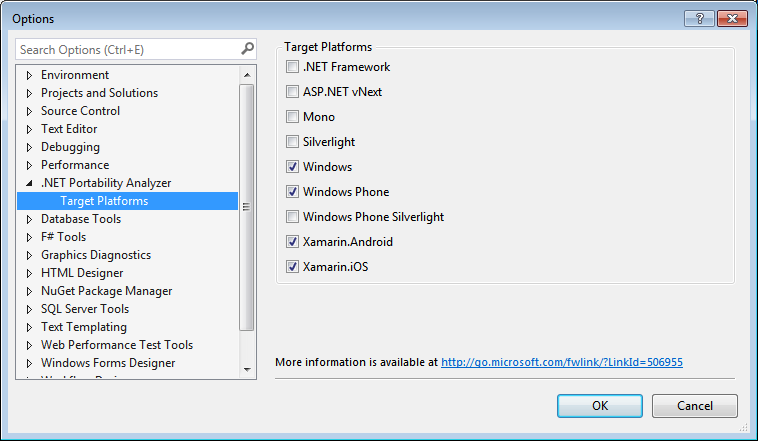 Options
?
Search Options (Ctrl+E)
Environment
Projects and Solutions
Source Control
Text Editor
Debugging
Performance
.NET Portability Analyzer
Target Platforms
Database Tools
F# Tools
Graphics Diagnostics
HTML Designer
NuGet Package Manager
SQL Server Tools
Text Templating
Web Performance Test Tools
Windows Forms Designer
Target Platforms
.NET Framework
ASP.NET vNext
Mono
Silverlight
Windows
Windows Phone
Windows Phone Silverlight
Xamarin.Android
Xamarin.iOS
More information is available at http://go.microsoft.com/fwlink/?LinkId=506955
OK
Cancel